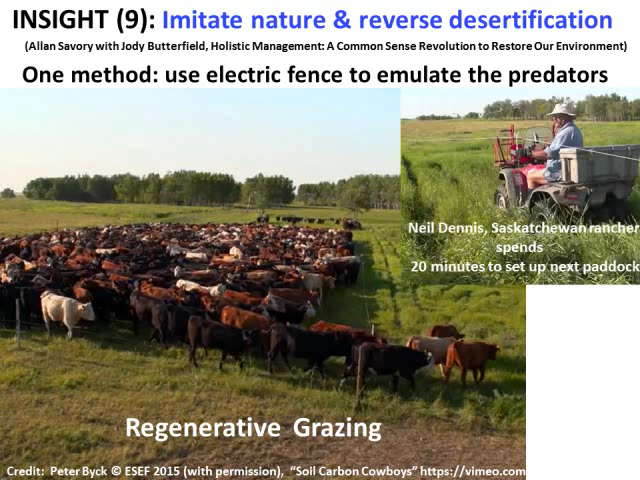 INSIGHT (9): Imitate nature & reverse desertification
(Allan Savory with Jody Butterfield, Holistic Management: A Common Sense Revolution to Restore Our Environment)
One method: use electric fence to emulate the predators
Neil Dennis, Saskatchewan rancher
spends
20 minutes to set up next paddock
Regenerative Grazing
Credit: Peter Byck © ESEF 2015 (with permission), “Soil Carbon Cowboys” https://vimeo.com